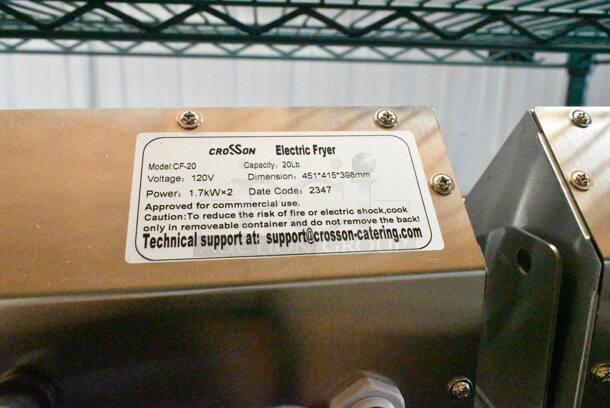 CROSSON Electric Fryer
Model:CF-20 Capacity: 20Lb.
Voltage: 120V Dimension: 451*415*398mm
Power: 1.7kW×2 Date Code: 2347
Approved for commmercial use.
Caution:To reduce the risk of fire or electric shock,cook
only in removeable container and do not remove the back!
Technical support at: support@crosson-catering.com